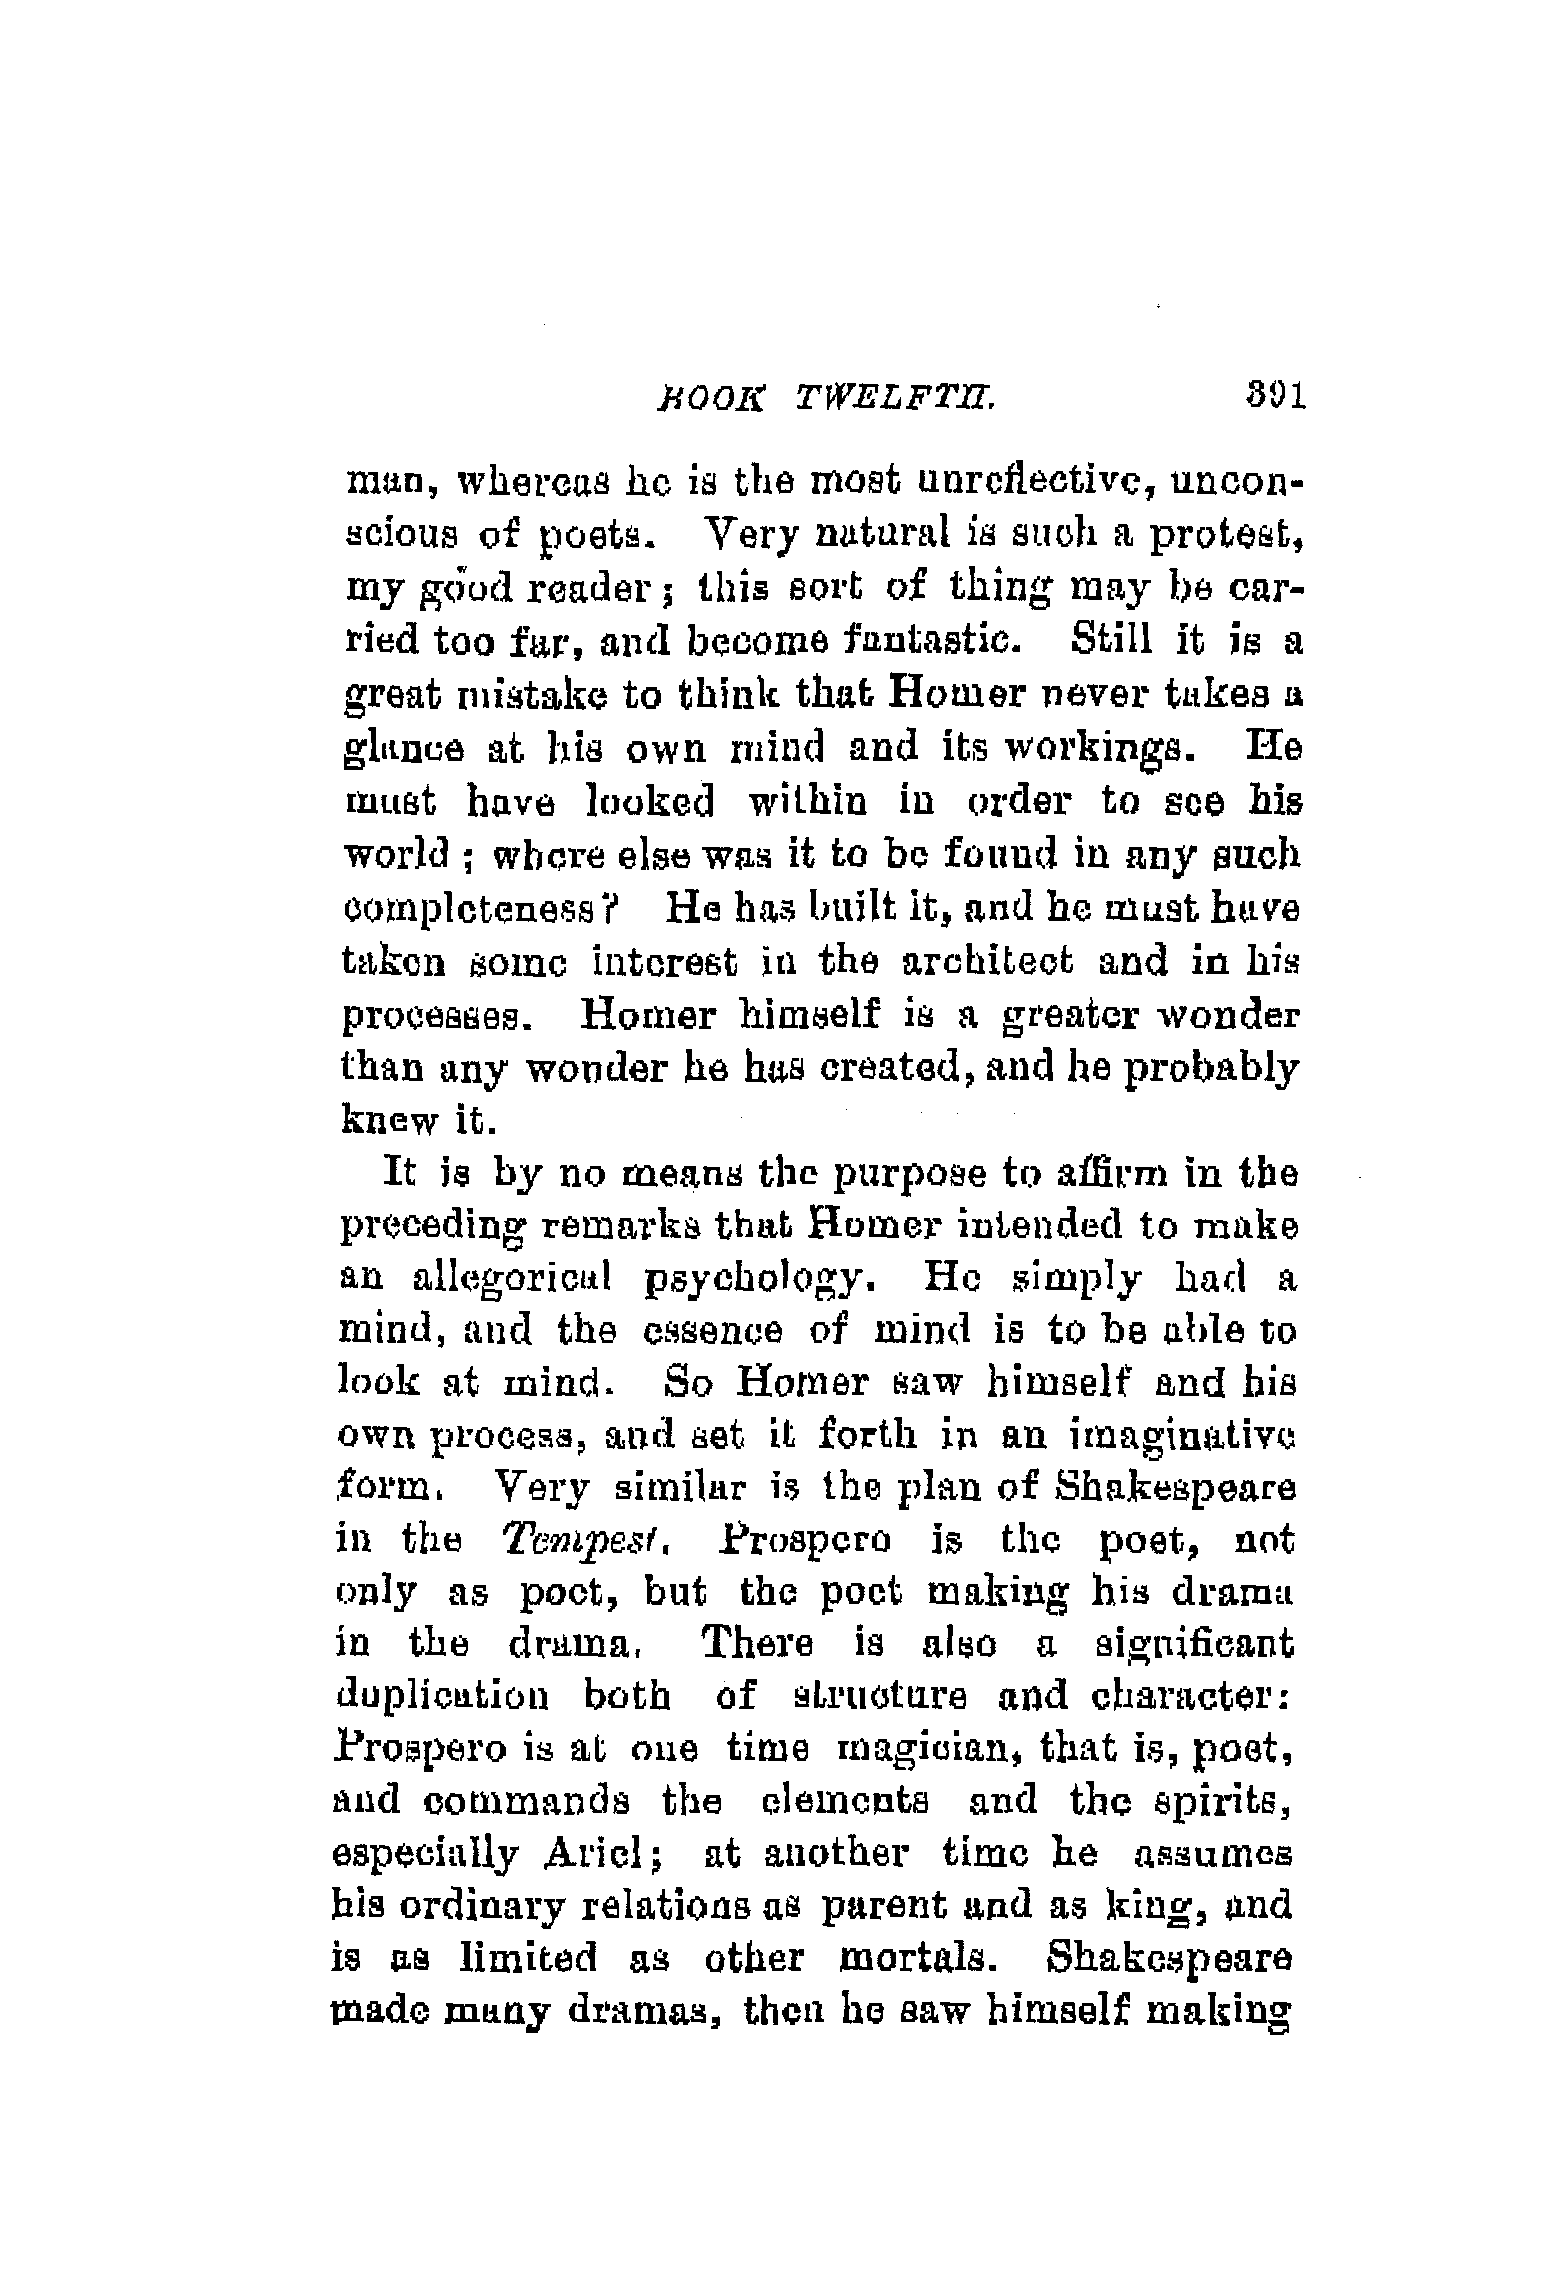 BOOK TWELFTH. 391
man, whereas he is the most unreflective, uncon-
scious of poets. Very natural is such a protest,
my good reader; this sort of thing may be car-
ried too far, and become fantastic. Still it is a
great mistake to think that Homer never takes a
glance at his own mind and its workings. He
must have looked within in order to see his
world; where else was it to be found in any such
completeness? He has built it, and he must have
taken some interest in the architect and in his
processes. Homer himself is a greater wonder
than any wonder he has created, and he probably
knew it.
It is by no means the purpose to affirm in the
preceding remarks that Homer intended to make
an allegorical psychology. He simply had a
mind, and the essence of mind is to be able to
look at mind. So Homer saw himself and his
own process, and set it forth in an imaginative
form. Very similar is the plan of Shakespeare
in the Tempest. Prospero is the poet, not
only as poet, but the poet making his drama
in the drama. There is also a significant
duplication both of structure and character:
Prospero is at one time magician, that is, poet,
and commands the elements and the spirits,
especially Ariel; at another time he assumes
his ordinary relations as parent and as king, and
is as limited as other mortals. Shakespeare
made many dramas, then he saw himself making